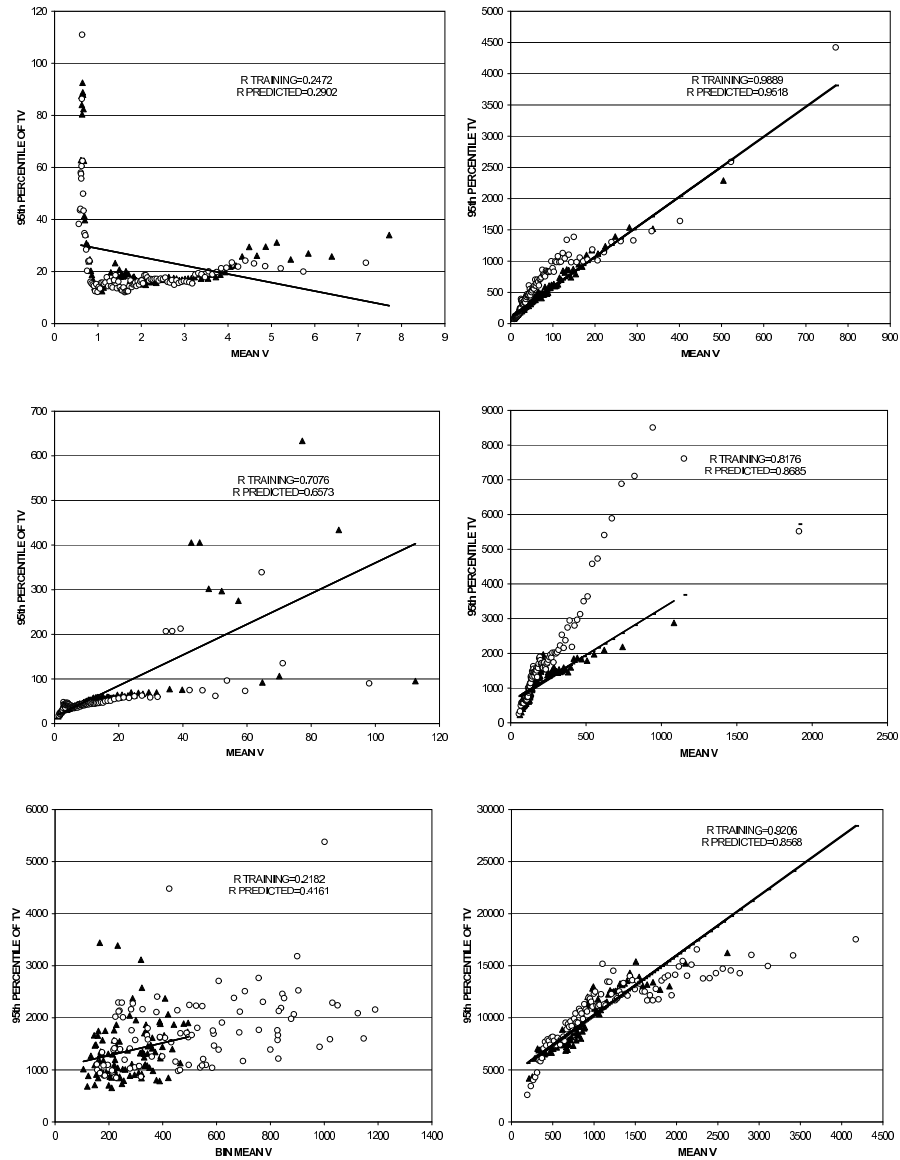 120
100
80
60
40
20
0
95th PERCENTILE OF TV
R TRAINING=0.2472
R PREDICTED=0.2902
0 1 2 3 4 5 6 7 8 9
MEAN V
5000
4500
4000
3500
3000
2500
2000
1500
1000
500
0
95th PERCENTILE TV
R TRAINING=0.9889
R PREDICTED=0.9518
0 100 200 300 400 500 600 700 800 900
MEAN V
700
600
500
400
300
200
100
0
95th PERCENTILE OF TV
R TRAINING=0.7076
R PREDICTED=0.6573
0 20 40 60 80 100 120
MEAN V
9000
8000
7000
6000
5000
4000
3000
2000
1000
0
95th PERCENTILE TV
R TRAINING=0.8176
R PREDICTED=0.8685
0 500 1000 1500 2000 2500
MEAN V
6000
5000
4000
3000
2000
1000
0
95th PERCENTILE OF TV
R TRAINING=0.2182
R PREDICTED=0.4161
0 200 400 600 800 1000 1200 1400
BIN MEAN V
30000
25000
20000
15000
10000
5000
0
95th PERCENTILE OF TV
R TRAINING=0.9206
R PREDICTED=0.8568
0 500 1000 1500 2000 2500 3000 3500 4000 4500
MEAN V